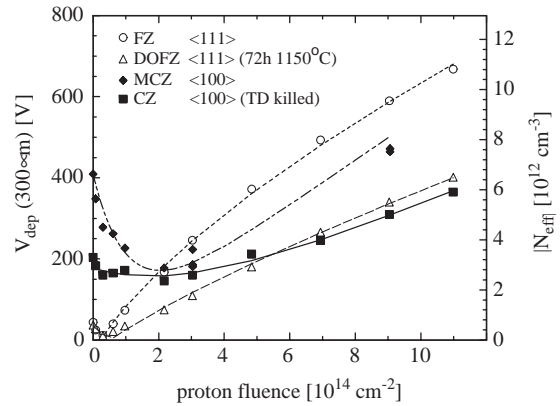 800
600
400
200
0
V_dep (300∝m) [V]
FZ <111>
DOFZ <111> (72h 1150°C)
MCZ <100>
CZ <100> (TD killed)
12
10
8
6
4
2
0
|N_eff| [10^12 cm^-3]
0 2 4 6 8 10
proton fluence [10^14 cm^-2]